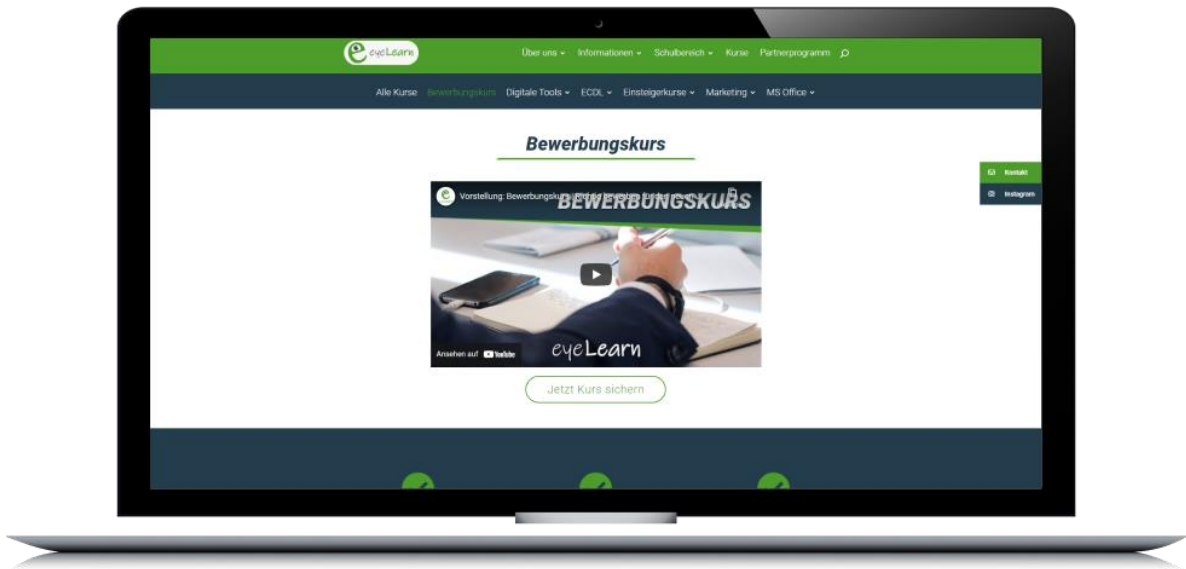 eyeLearn
Über uns Informationen Schulbereich Kurse Partnerprogramm
Alle Kurse Bewerbungskurs Digitale Tools ECDL Einsteigerkurse Marketing MS Office
Bewerbungskurs
Kontakt
Instagram
Vorstellung: Bewerbungskurs
BEWERBUNGSKURS
Ansehen auf YouTube
eyeLearn
Jetzt Kurs sichern